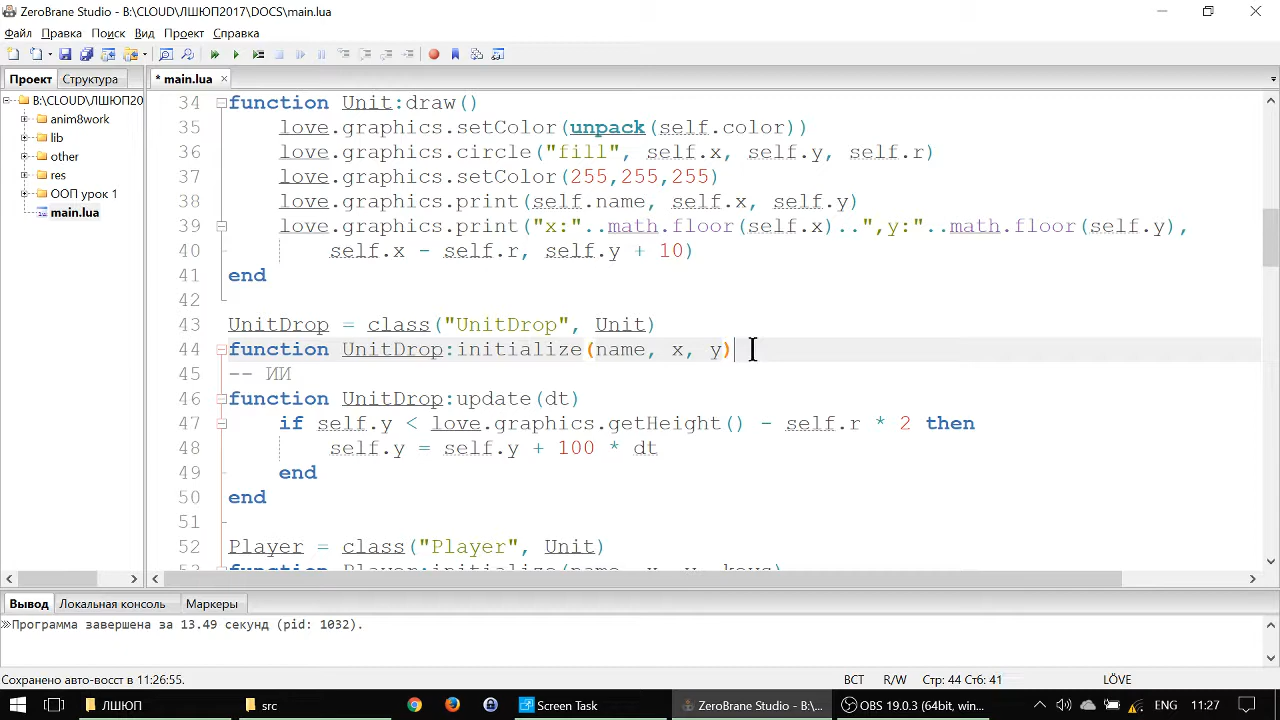 ZeroBrane Studio - B:\CLOUD\ЛШЮП2017\DOCS\main.lua
Файл Правка Поиск Вид Проект Справка
Проект Структура
* main.lua ×
B:\CLOUD\ЛШЮП20
anim8work
lib
other
res
ООП урок 1
main.lua
34 function Unit:draw()
35 love.graphics.setColor(unpack(self.color))
36 love.graphics.circle("fill", self.x, self.y, self.r)
37 love.graphics.setColor(255,255,255)
38 love.graphics.print(self.name, self.x, self.y)
39 love.graphics.print("x:"..math.floor(self.x)..",y:"..math.floor(self.y),
40 self.x - self.r, self.y + 10)
41 end
42
43 UnitDrop = class("UnitDrop", Unit)
44 function UnitDrop:initialize(name, x, y)
45 -- ИИ
46 function UnitDrop:update(dt)
47 if self.y < love.graphics.getHeight() - self.r * 2 then
48 self.y = self.y + 100 * dt
49 end
50 end
51
52 Player = class("Player", Unit)
53 function Player:initialize(name, x, y, keys)
Вывод Локальная консоль Маркеры
Программа завершена за 13.49 секунд (pid: 1032).
Сохранено авто-восст в 11:26:55. ВСТ R/W Стр: 44 Стб: 41 LÖVE
ЛШЮП src Screen Task ZeroBrane Studio - B:\... OBS 19.0.3 (64bit, win... ENG 11:27